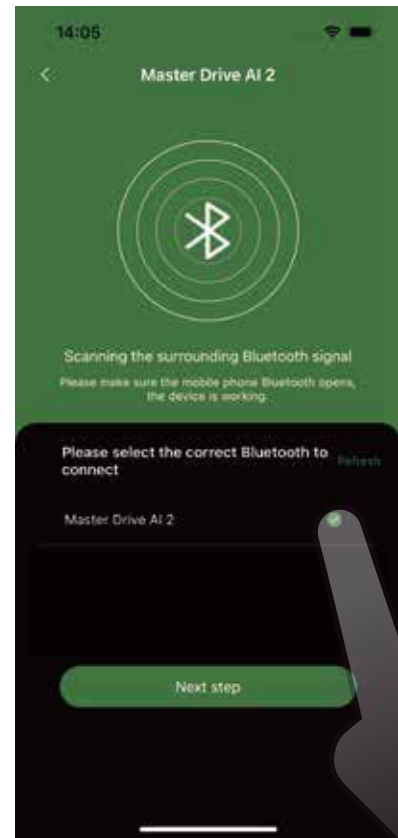 14:05
Master Drive AI 2
Scanning the surrounding Bluetooth signal
Please make sure the mobile phone Bluetooth opens,
the device is working.
Please select the correct Bluetooth to
connect
Refresh
Master Drive AI 2
Next step